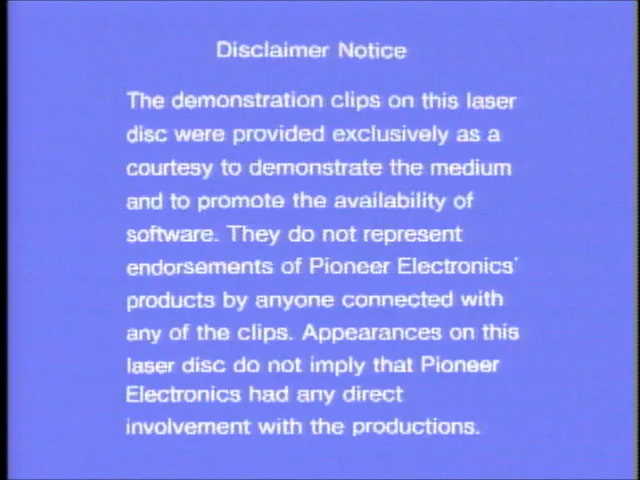 Disclaimer Notice
The demonstration clips on this laser
disc were provided exclusively as a
courtesy to demonstrate the medium
and to promote the availability of
software. They do not represent
endorsements of Pioneer Electronics'
products by anyone connected with
any of the clips. Appearances on this
laser disc do not imply that Pioneer
Electronics had any direct
involvement with the productions.